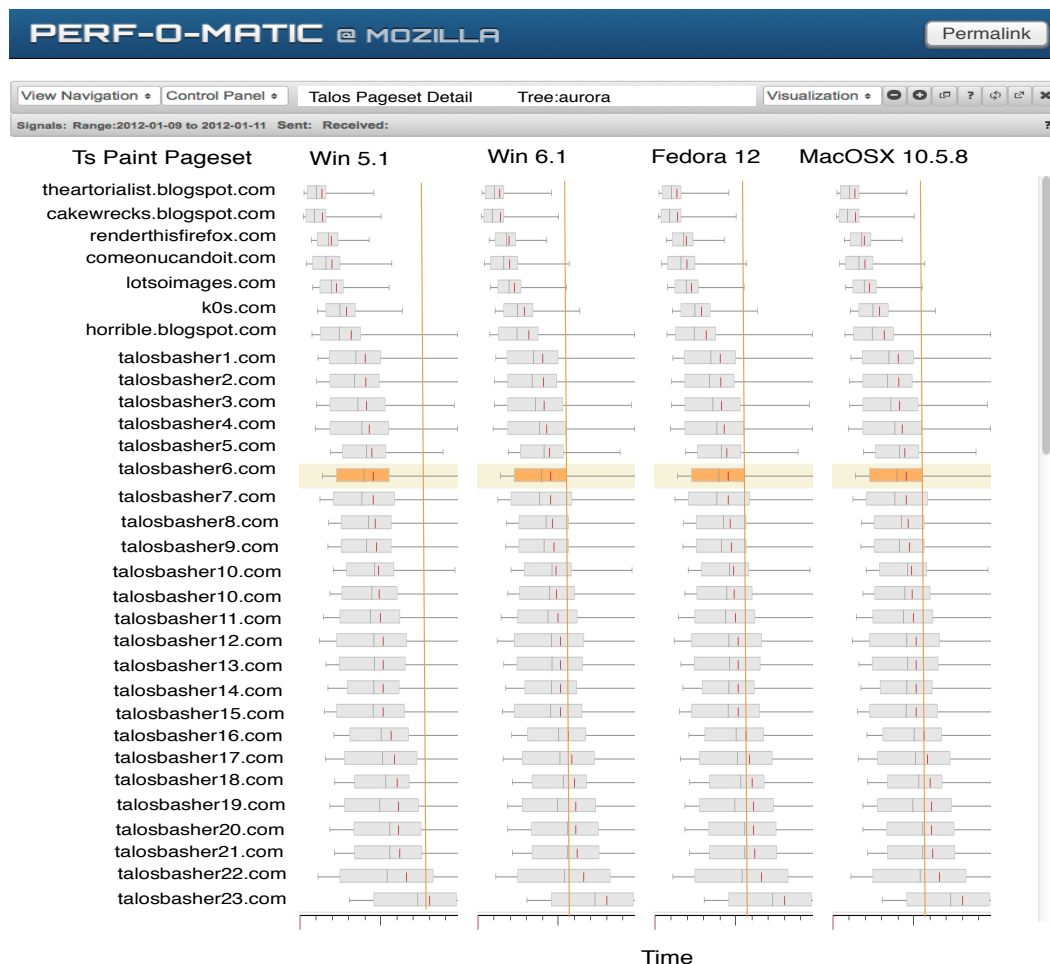 PERF-O-MATIC @ MOZILLA
Permalink
View Navigation Control Panel Talos Pageset Detail Tree:aurora Visualization ?
Signals: Range:2012-01-09 to 2012-01-11 Sent: Received: ?
Ts Paint Pageset Win 5.1 Win 6.1 Fedora 12 MacOSX 10.5.8
theartorialist.blogspot.com
cakewrecks.blogspot.com
renderthisfirefox.com
comeonucandoit.com
lotsoimages.com
k0s.com
horrible.blogspot.com
talosbasher1.com
talosbasher2.com
talosbasher3.com
talosbasher4.com
talosbasher5.com
talosbasher6.com
talosbasher7.com
talosbasher8.com
talosbasher9.com
talosbasher10.com
talosbasher10.com
talosbasher11.com
talosbasher12.com
talosbasher13.com
talosbasher14.com
talosbasher15.com
talosbasher16.com
talosbasher17.com
talosbasher18.com
talosbasher19.com
talosbasher20.com
talosbasher21.com
talosbasher22.com
talosbasher23.com
Time